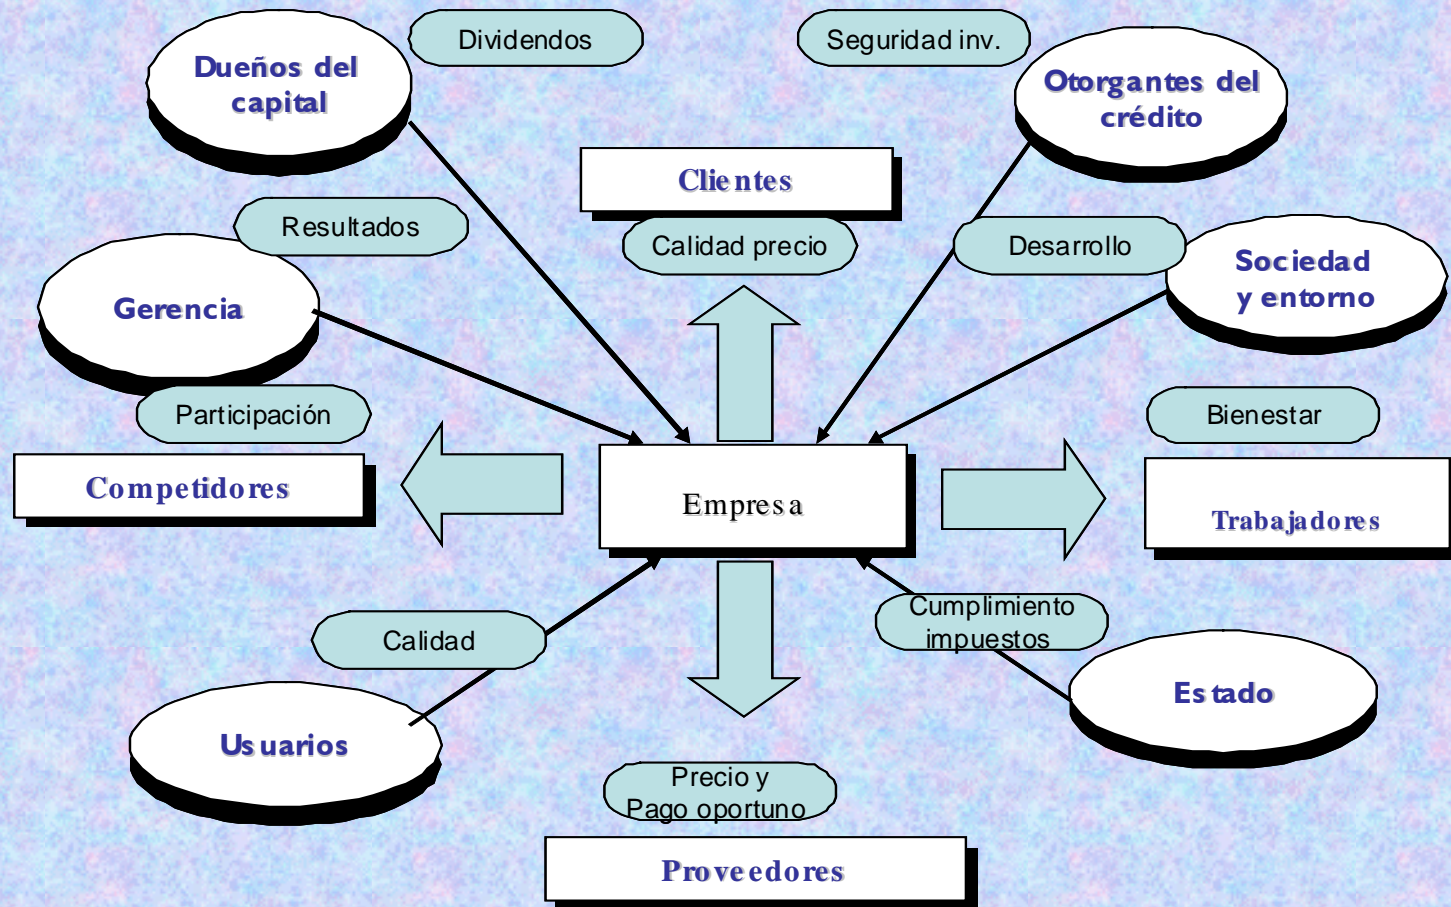 Dividendos
Seguridad inv.
Dueños del
capital
Otorgantes del
crédito
Clientes
Calidad precio
Resultados
Desarrollo
Sociedad
y entorno
Gerencia
Participación
Bienestar
Competidores
Empresa
Trabajadores
Calidad
Cumplimiento
impuestos
Usuarios
Estado
Precio y
Pago oportuno
Proveedores